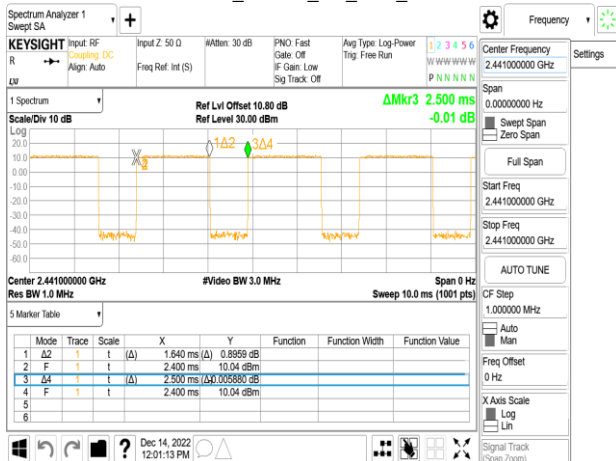 Spectrum Analyzer 1
Swept SA
+
Frequency
KEYSIGHT
R
LXI
Input: RF
Coupling: DC
Align: Auto
Input Z: 50 Ω
Freq Ref: Int (S)
#Atten: 30 dB
PNO: Fast
Gate: Off
IF Gain: Low
Sig Track: Off
Avg Type: Log-Power
Trig: Free Run
1 2 3 4 5 6
W W W W W W
P N N N N N
Center Frequency
2.441000000 GHz
Settings
Span
0.00000000 Hz
Swept Span
Zero Span
Full Span
Start Freq
2.441000000 GHz
Stop Freq
2.441000000 GHz
AUTO TUNE
CF Step
1.000000 MHz
Auto
Man
Freq Offset
0 Hz
X Axis Scale
Log
Lin
Signal Track
(Span Zoom)
1 Spectrum
Scale/Div 10 dB
Ref Lvl Offset 10.80 dB
Ref Level 30.00 dBm
ΔMkr3 2.500 ms
-0.01 dB
Log
20.0
10.0
0.00
-10.0
-20.0
-30.0
-40.0
-50.0
-60.0
1Δ2
3Δ4
Center 2.441000000 GHz
Res BW 1.0 MHz
#Video BW 3.0 MHz
Span 0 Hz
Sweep 10.0 ms (1001 pts)
5 Marker Table
Mode Trace Scale X Y Function Function Width Function Value
1 Δ2 1 t (Δ) 1.640 ms (Δ) 0.8959 dB
2 F 1 t 2.400 ms 10.04 dBm
3 Δ4 1 t (Δ) 2.500 ms (Δ)-0.005880 dB
4 F 1 t 2.400 ms 10.04 dBm
5
6
?
Dec 14, 2022
12:01:13 PM